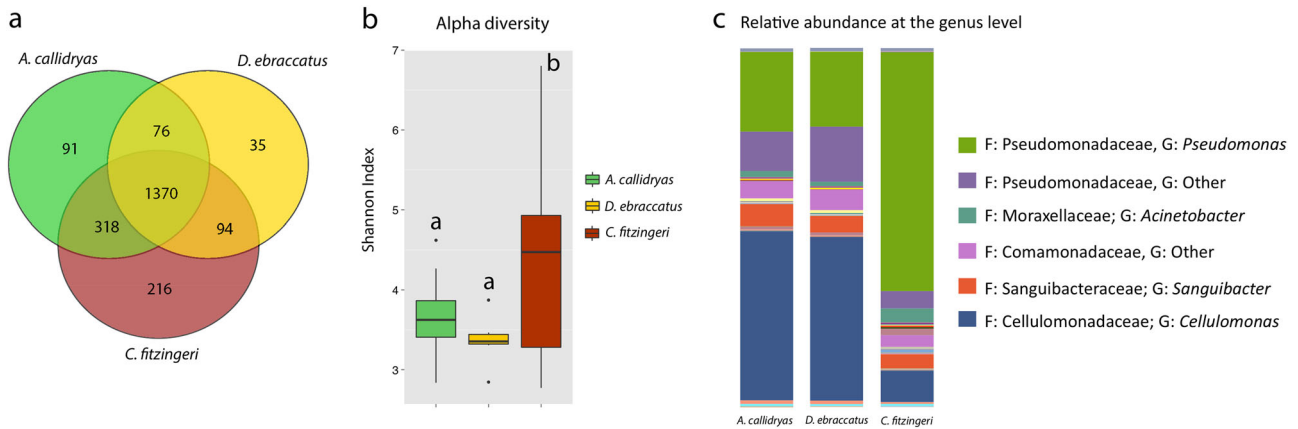 a
A. callidryas
D. ebraccatus
91
76
35
1370
318
94
216
C. fitzingeri
b
Alpha diversity
Shannon Index
7
6
5
4
3
a
a
b
A. callidryas
D. ebraccatus
C. fitzingeri
c
Relative abundance at the genus level
A. callidryas
D. ebraccatus
C. fitzingeri
F: Pseudomonadaceae, G: Pseudomonas
F: Pseudomonadaceae, G: Other
F: Moraxellaceae; G: Acinetobacter
F: Comamonadaceae, G: Other
F: Sanguibacteraceae; G: Sanguibacter
F: Cellulomonadaceae; G: Cellulomonas